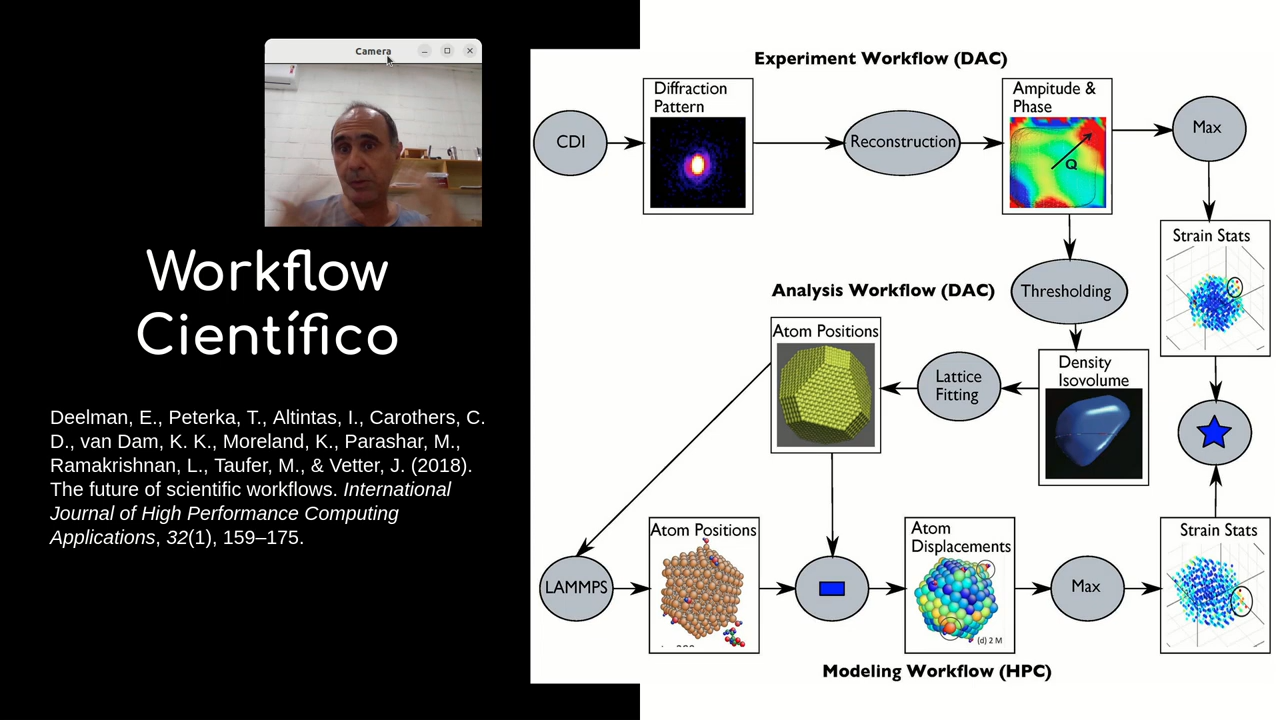 Camera
Workflow
Científico
Deelman, E., Peterka, T., Altintas, I., Carothers, C.
D., van Dam, K. K., Moreland, K., Parashar, M.,
Ramakrishnan, L., Taufer, M., & Vetter, J. (2018).
The future of scientific workflows. International
Journal of High Performance Computing
Applications, 32(1), 159–175.
Experiment Workflow (DAC)
CDI
Diffraction
Pattern
Reconstruction
Amplitude &
Phase
Q
Max
Strain Stats
Thresholding
Analysis Workflow (DAC)
Atom Positions
Lattice
Fitting
Density
Isovolume
LAMMPS
Atom Positions
Atom
Displacements
(d) 2 M
Max
Strain Stats
Modeling Workflow (HPC)